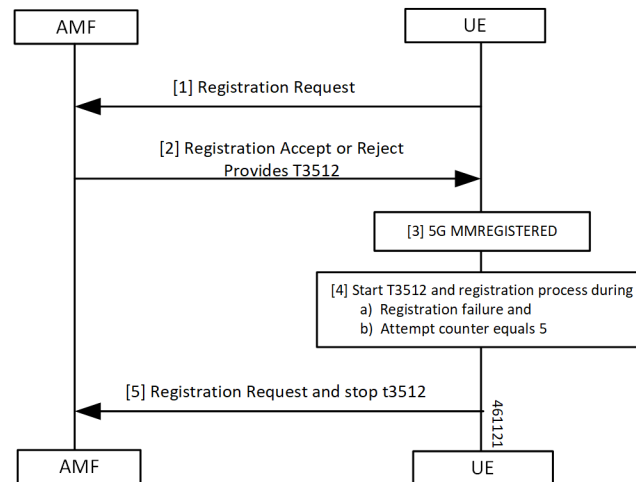 AMF
UE
[1] Registration Request
[2] Registration Accept or Reject
Provides T3512
[3] 5G MMREGISTERED
[4] Start T3512 and registration process during
a) Registration failure and
b) Attempt counter equals 5
[5] Registration Request and stop t3512
461121
AMF
UE